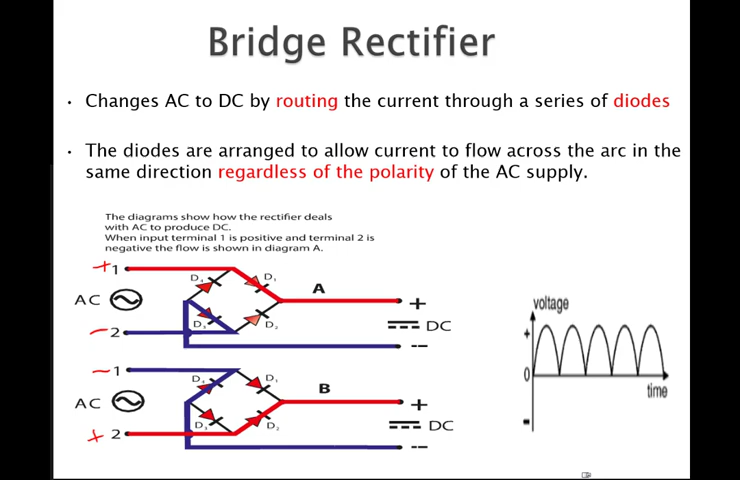 Bridge Rectifier
• Changes AC to DC by routing the current through a series of diodes
• The diodes are arranged to allow current to flow across the arc in the
same direction regardless of the polarity of the AC supply.
The diagrams show how the rectifier deals
with AC to produce DC.
When input terminal 1 is positive and terminal 2 is
negative the flow is shown in diagram A.
+1
D4 D1
A
AC
+
DC
D3 D2
−2
--
−1
D4 D1
B
AC
+
DC
D3 D2
+2
--
voltage
+
0
time
-